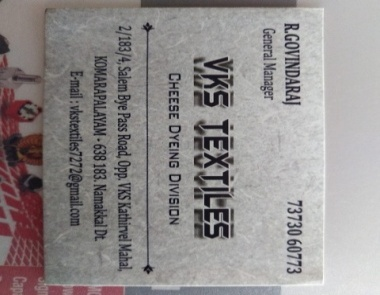 R.GOVINDARAJ
General Manager
73730 60773
VKS TEXTILES
CHEESE DYEING DIVISION
2/183/4, Salem Bye Pass Road, Opp. VKS Kathirvel Mahal,
KOMARAPALAYAM - 638 183. Namakkal Dt.
E-mail : vkstextiles7272@gmail.com